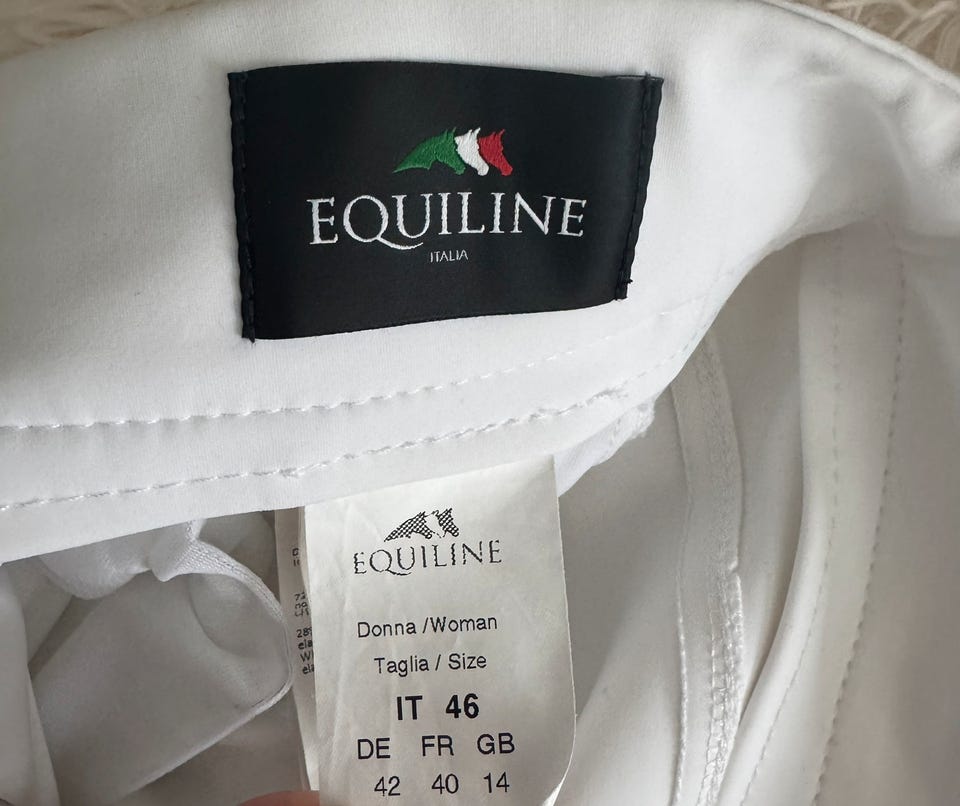 EQUILINE
ITALIA
EQUILINE
Donna /Woman
Taglia / Size
IT 46
DE FR GB
42 40 14